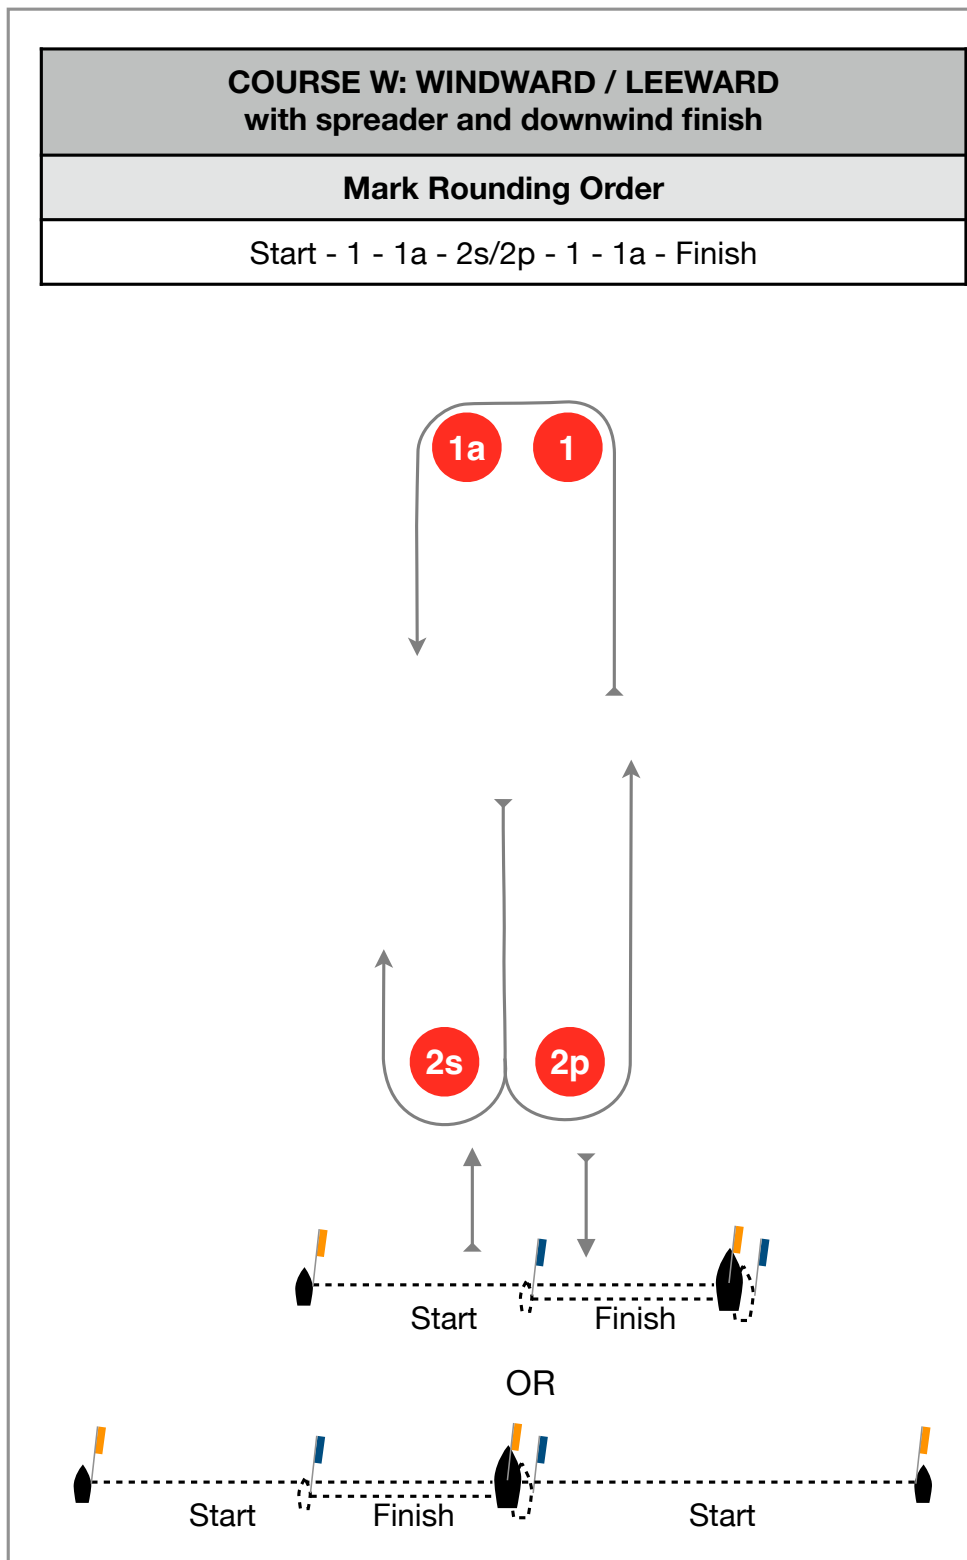 COURSE W: WINDWARD / LEEWARD
with spreader and downwind finish
Mark Rounding Order
Start - 1 - 1a - 2s/2p - 1 - 1a - Finish
1a 1
2s 2p
Start Finish
OR
Start Finish Start